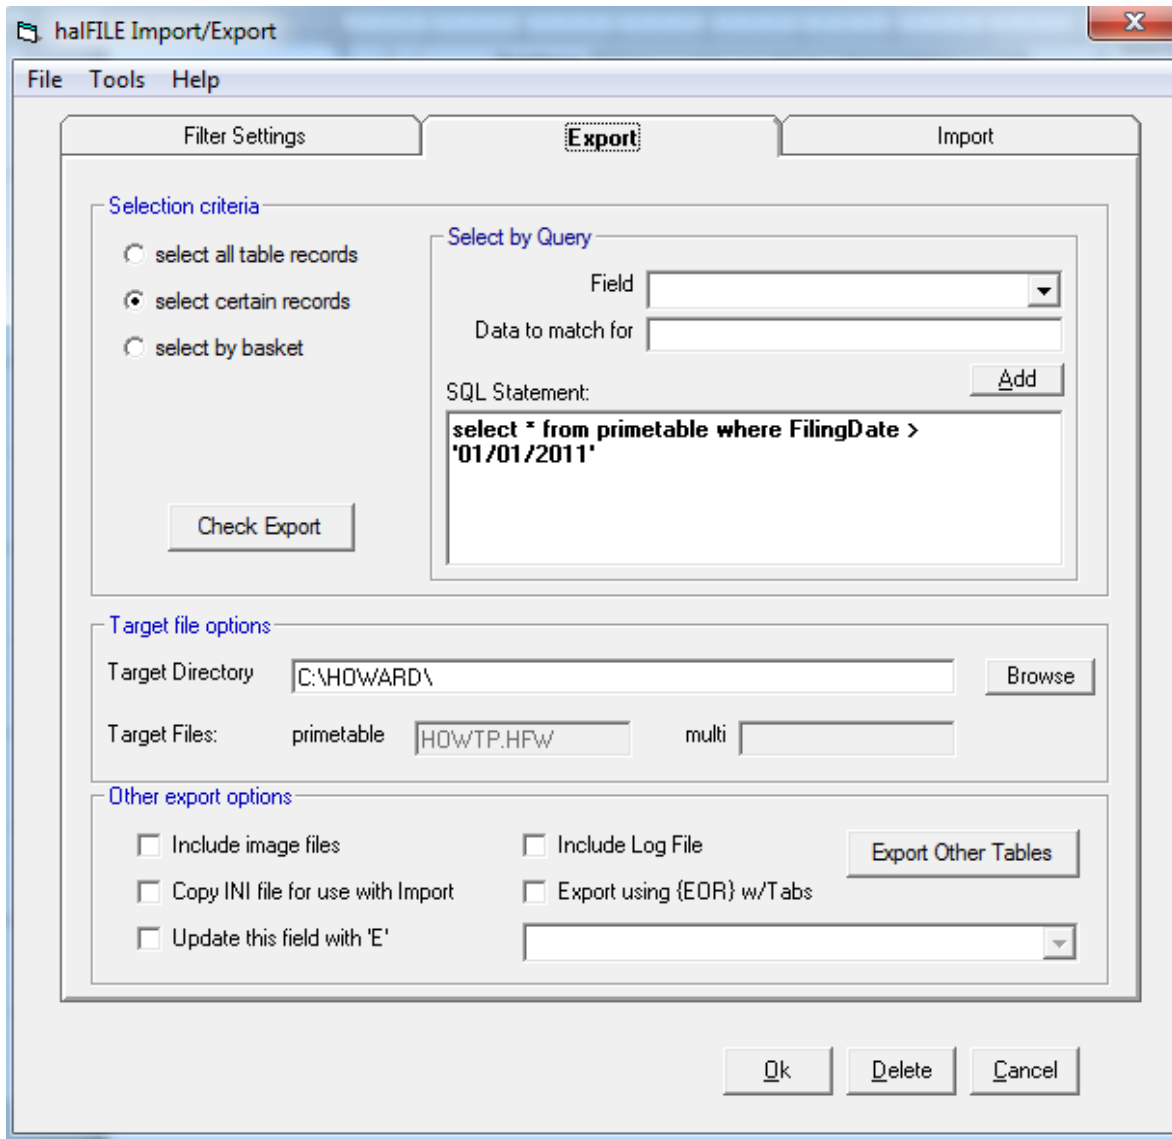 halFILE Import/Export
X
File Tools Help
Filter Settings Export Import
Selection criteria
select all table records
select certain records
select by basket
Check Export
Select by Query
Field
Data to match for
Add
SQL Statement:
select * from primetable where FilingDate >
'01/01/2011'
Target file options
Target Directory C:\HOWARD\ Browse
Target Files: primetable HOWTP.HFW multi
Other export options
Include image files Include Log File Export Other Tables
Copy INI file for use with Import Export using {EOR} w/Tabs
Update this field with 'E'
Ok Delete Cancel